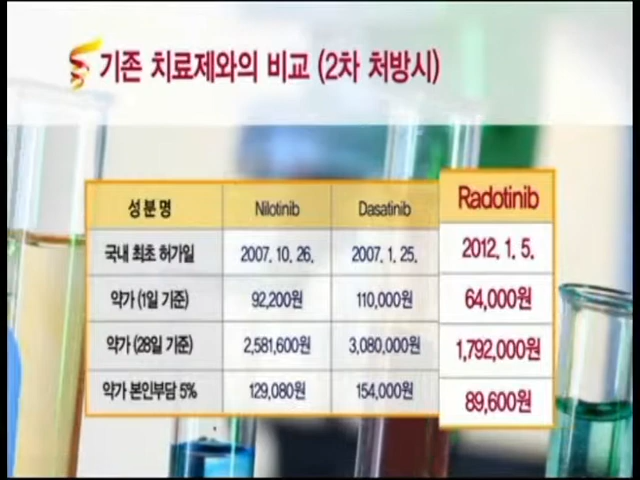 기존 치료제와의 비교 (2차 처방시)
성분명 Nilotinib Dasatinib Radotinib
국내 최초 허가일 2007. 10. 26. 2007. 1. 25. 2012. 1. 5.
약가 (1일 기준) 92,200원 110,000원 64,000원
약가 (28일 기준) 2,581,600원 3,080,000원 1,792,000원
약가 본인부담 5% 129,080원 154,000원 89,600원